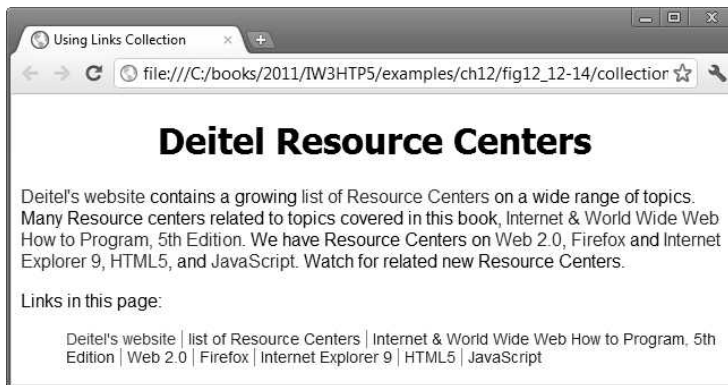 Using Links Collection
file:///C:/books/2011/IW3HTP5/examples/ch12/fig12_12-14/collection
Deitel Resource Centers
Deitel's website contains a growing list of Resource Centers on a wide range of topics.
Many Resource centers related to topics covered in this book, Internet & World Wide Web
How to Program, 5th Edition. We have Resource Centers on Web 2.0, Firefox and Internet
Explorer 9, HTML5, and JavaScript. Watch for related new Resource Centers.
Links in this page:
Deitel's website | list of Resource Centers | Internet & World Wide Web How to Program, 5th
Edition | Web 2.0 | Firefox | Internet Explorer 9 | HTML5 | JavaScript